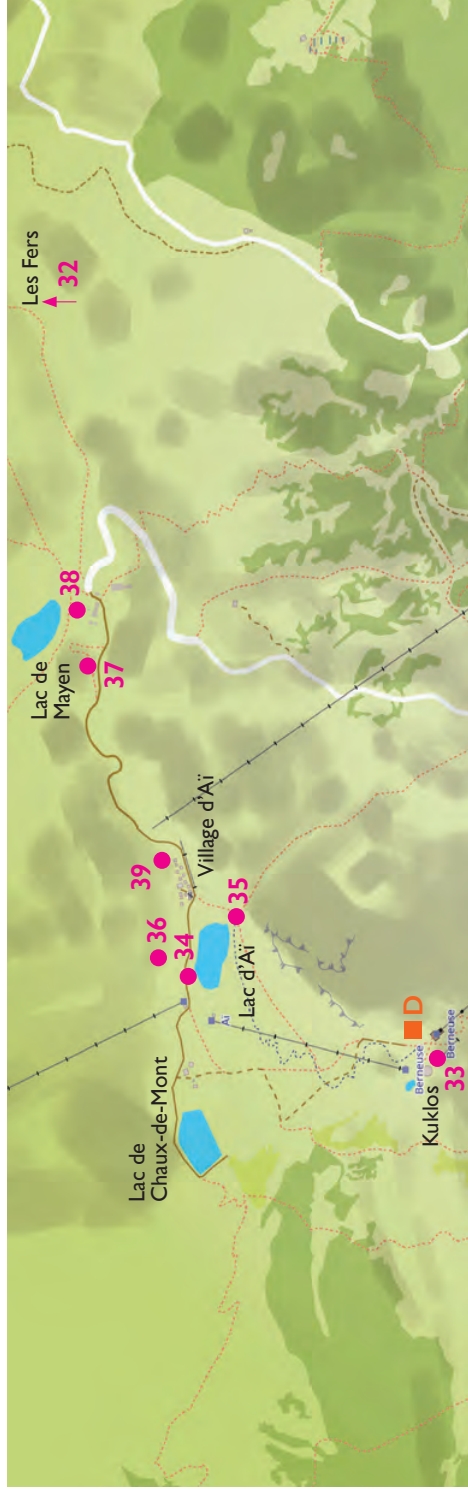 Les Fers
32
38
Lac de
Mayen
37
39
Village d'Aï
36
34
35
Lac d'Aï
Aï
Lac de
Chaux-de-Mont
D
Berneuse
Berneuse
33
Kuklos